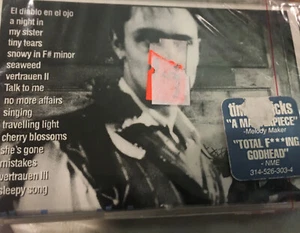 El diablo en el ojo
a night in
my sister
tiny tears
snowy in F# minor
seaweed
vertrauen II
Talk to me
no more affairs
singing
travelling light
cherry blossoms
she's gone
mistakes
vertrauen III
sleepy song
"A MASTERPIECE"
-Melody Maker
"TOTAL F***ING
GODHEAD"
- NME
314-526-303-4